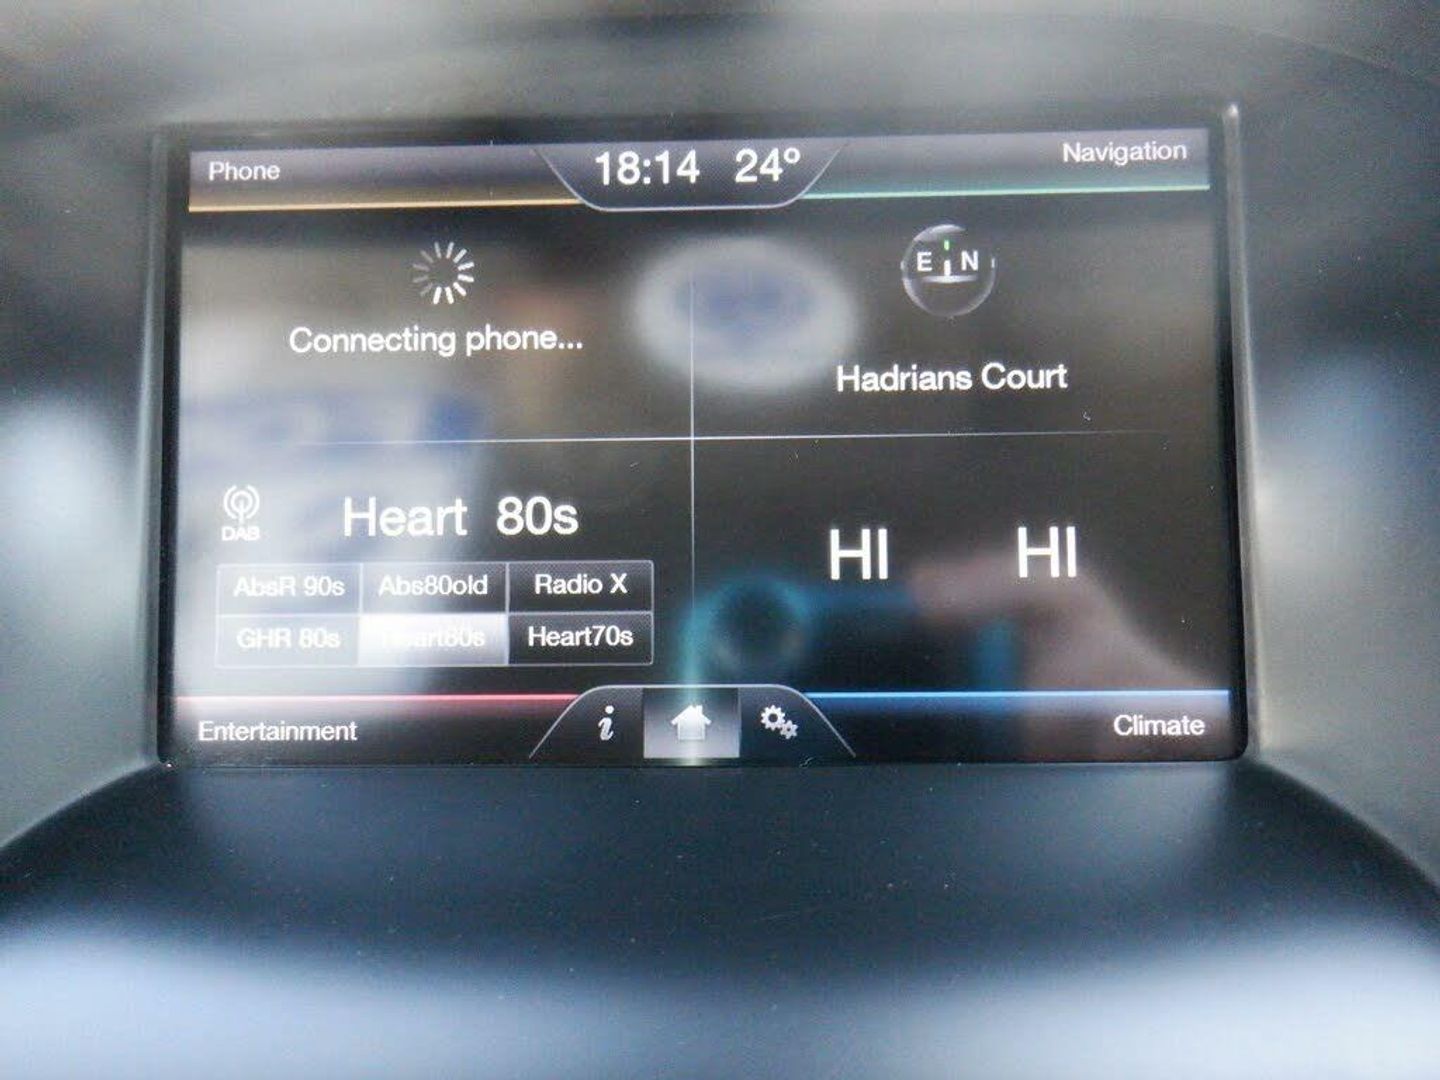 Phone
18:14 24°
Navigation
Connecting phone...
E N
Hadrians Court
DAB
Heart 80s
AbsR 90s Abs80old Radio X
GHR 80s Heart80s Heart70s
HI HI
Entertainment
i
Climate